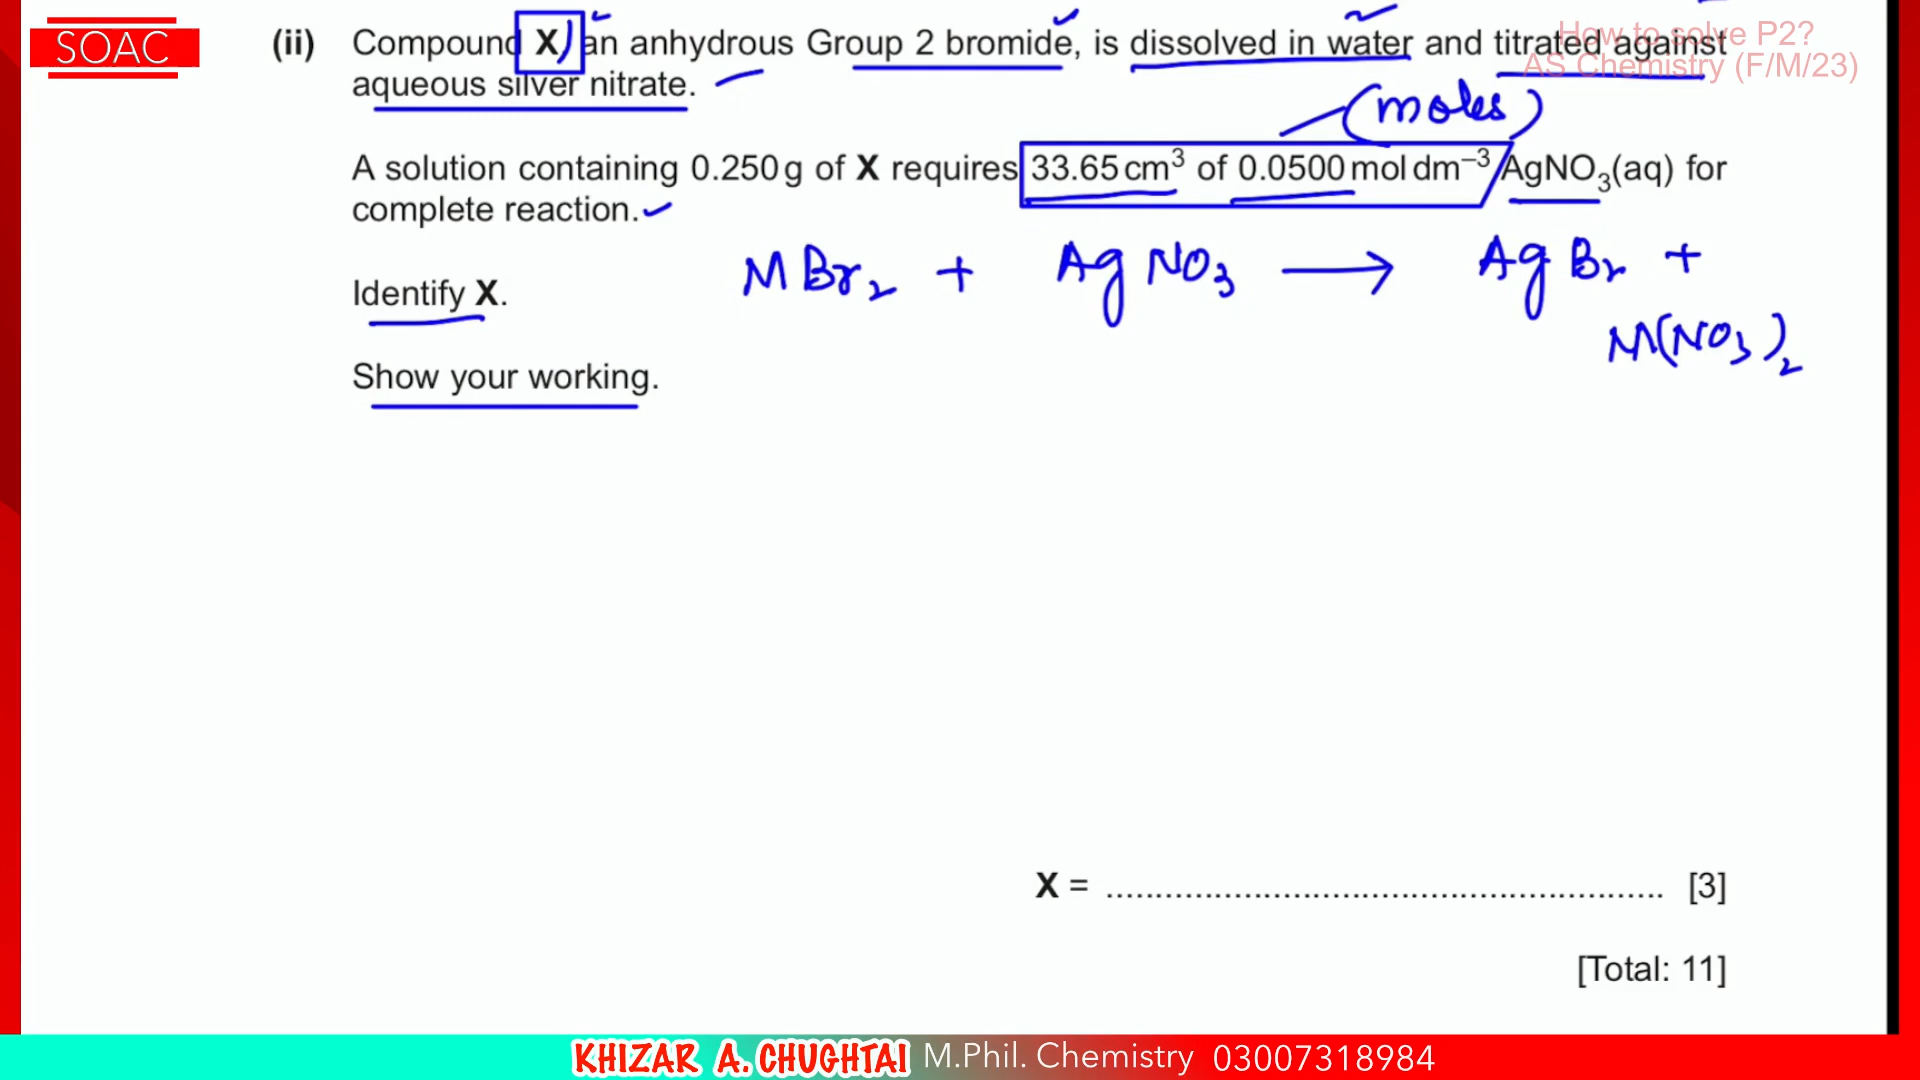 SOAC
How to solve P2?
AS Chemistry (F/M/23)
(ii) Compound X, an anhydrous Group 2 bromide, is dissolved in water and titrated against
aqueous silver nitrate.
(moles)
A solution containing 0.250 g of X requires 33.65 cm³ of 0.0500 mol dm⁻³ AgNO₃(aq) for
complete reaction.
MBr₂ + AgNO₃ → AgBr +
M(NO₃)₂
Identify X.
Show your working.
X = ........................................................ [3]
[Total: 11]
KHIZAR A. CHUGHTAI M.Phil. Chemistry 03007318984